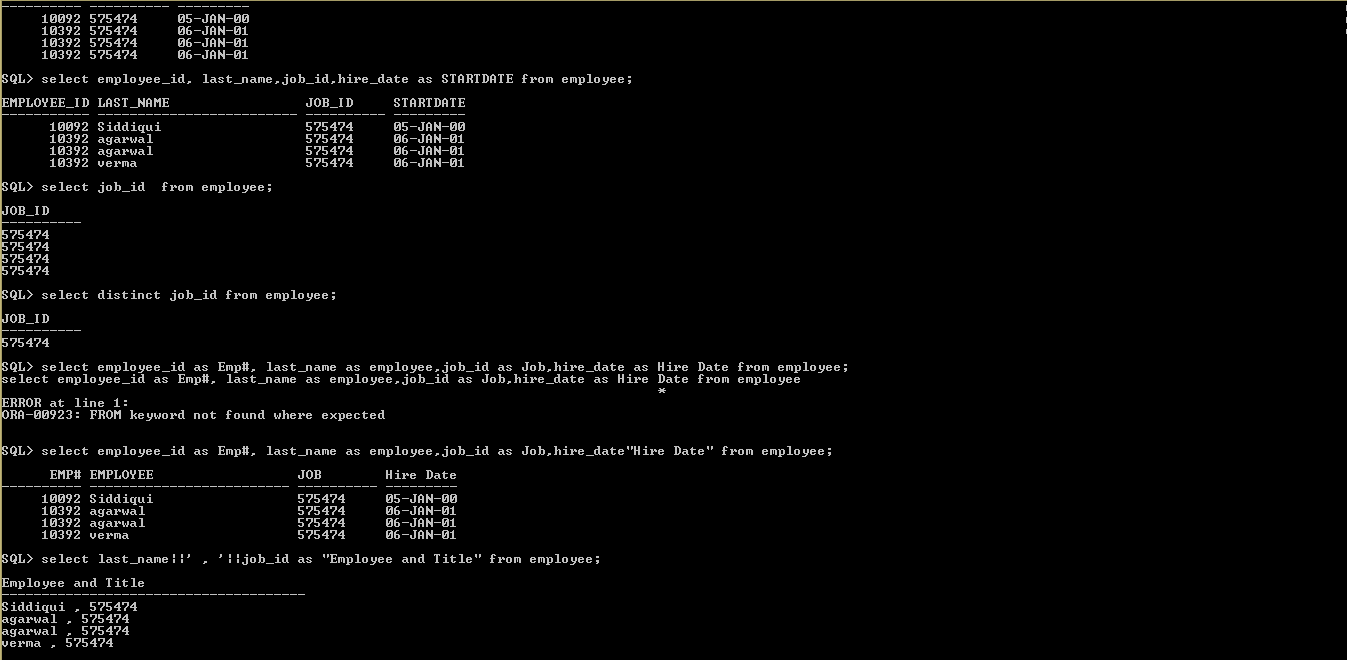 ---------- ---------- ---------
     10092 575474     05-JAN-00
     10392 575474     06-JAN-01
     10392 575474     06-JAN-01
     10392 575474     06-JAN-01
SQL> select employee_id, last_name,job_id,hire_date as STARTDATE from employee;
EMPLOYEE_ID LAST_NAME                 JOB_ID     STARTDATE
----------- ------------------------- ---------- ---------
      10092 Siddiqui                  575474     05-JAN-00
      10392 agarwal                   575474     06-JAN-01
      10392 agarwal                   575474     06-JAN-01
      10392 verma                     575474     06-JAN-01
SQL> select job_id  from employee;
JOB_ID
----------
575474
575474
575474
575474
SQL> select distinct job_id from employee;
JOB_ID
----------
575474
SQL> select employee_id as Emp#, last_name as employee,job_id as Job,hire_date as Hire Date from employee;
select employee_id as Emp#, last_name as employee,job_id as Job,hire_date as Hire Date from employee
                                                                                  *
ERROR at line 1:
ORA-00923: FROM keyword not found where expected
SQL> select employee_id as Emp#, last_name as employee,job_id as Job,hire_date"Hire Date" from employee;
      EMP# EMPLOYEE                  JOB        Hire Date
---------- ------------------------- ---------- ---------
     10092 Siddiqui                  575474     05-JAN-00
     10392 agarwal                   575474     06-JAN-01
     10392 agarwal                   575474     06-JAN-01
     10392 verma                     575474     06-JAN-01
SQL> select last_name||' , '||job_id as "Employee and Title" from employee;
Employee and Title
--------------------------------------
Siddiqui , 575474
agarwal , 575474
agarwal , 575474
verma , 575474